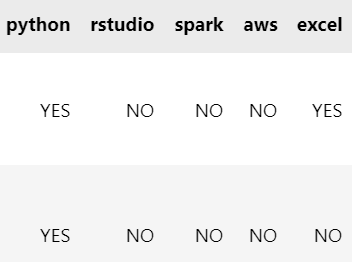 python rstudio spark aws excel
YES NO NO NO YES
YES NO NO NO NO